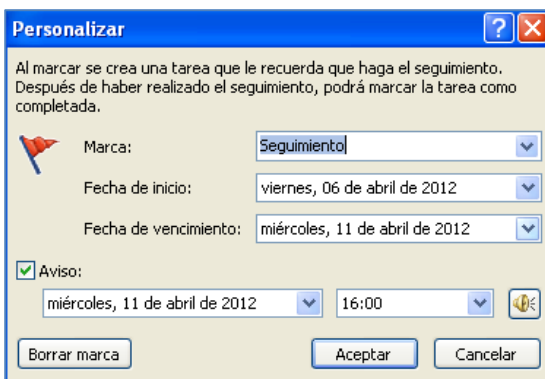 Personalizar
Al marcar se crea una tarea que le recuerda que haga el seguimiento.
Después de haber realizado el seguimiento, podrá marcar la tarea como
completada.
Marca: Seguimiento
Fecha de inicio: viernes, 06 de abril de 2012
Fecha de vencimiento: miércoles, 11 de abril de 2012
Aviso:
miércoles, 11 de abril de 2012 16:00
Borrar marca Aceptar Cancelar